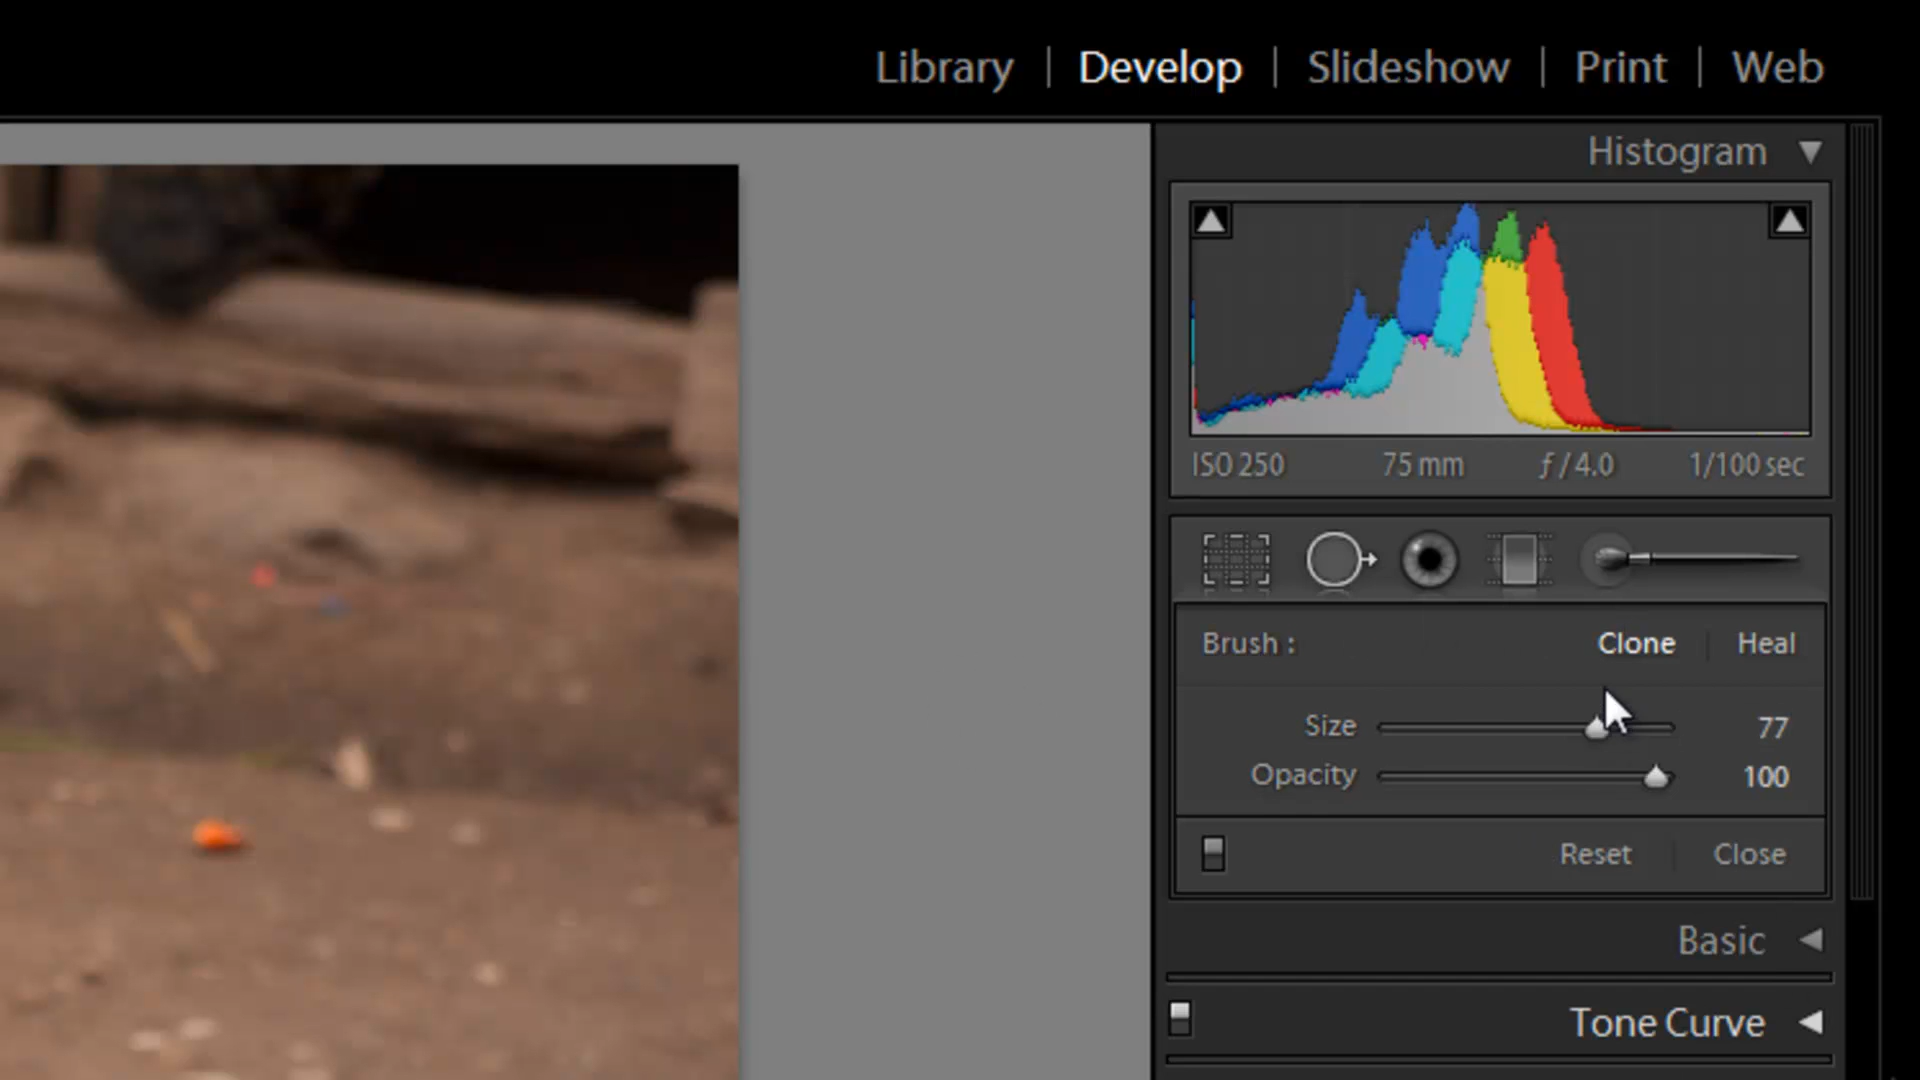 Library | Develop | Slideshow | Print | Web
Histogram
ISO 250 75 mm ƒ / 4.0 1/100 sec
Brush : Clone Heal
Size 77
Opacity 100
Reset Close
Basic
Tone Curve